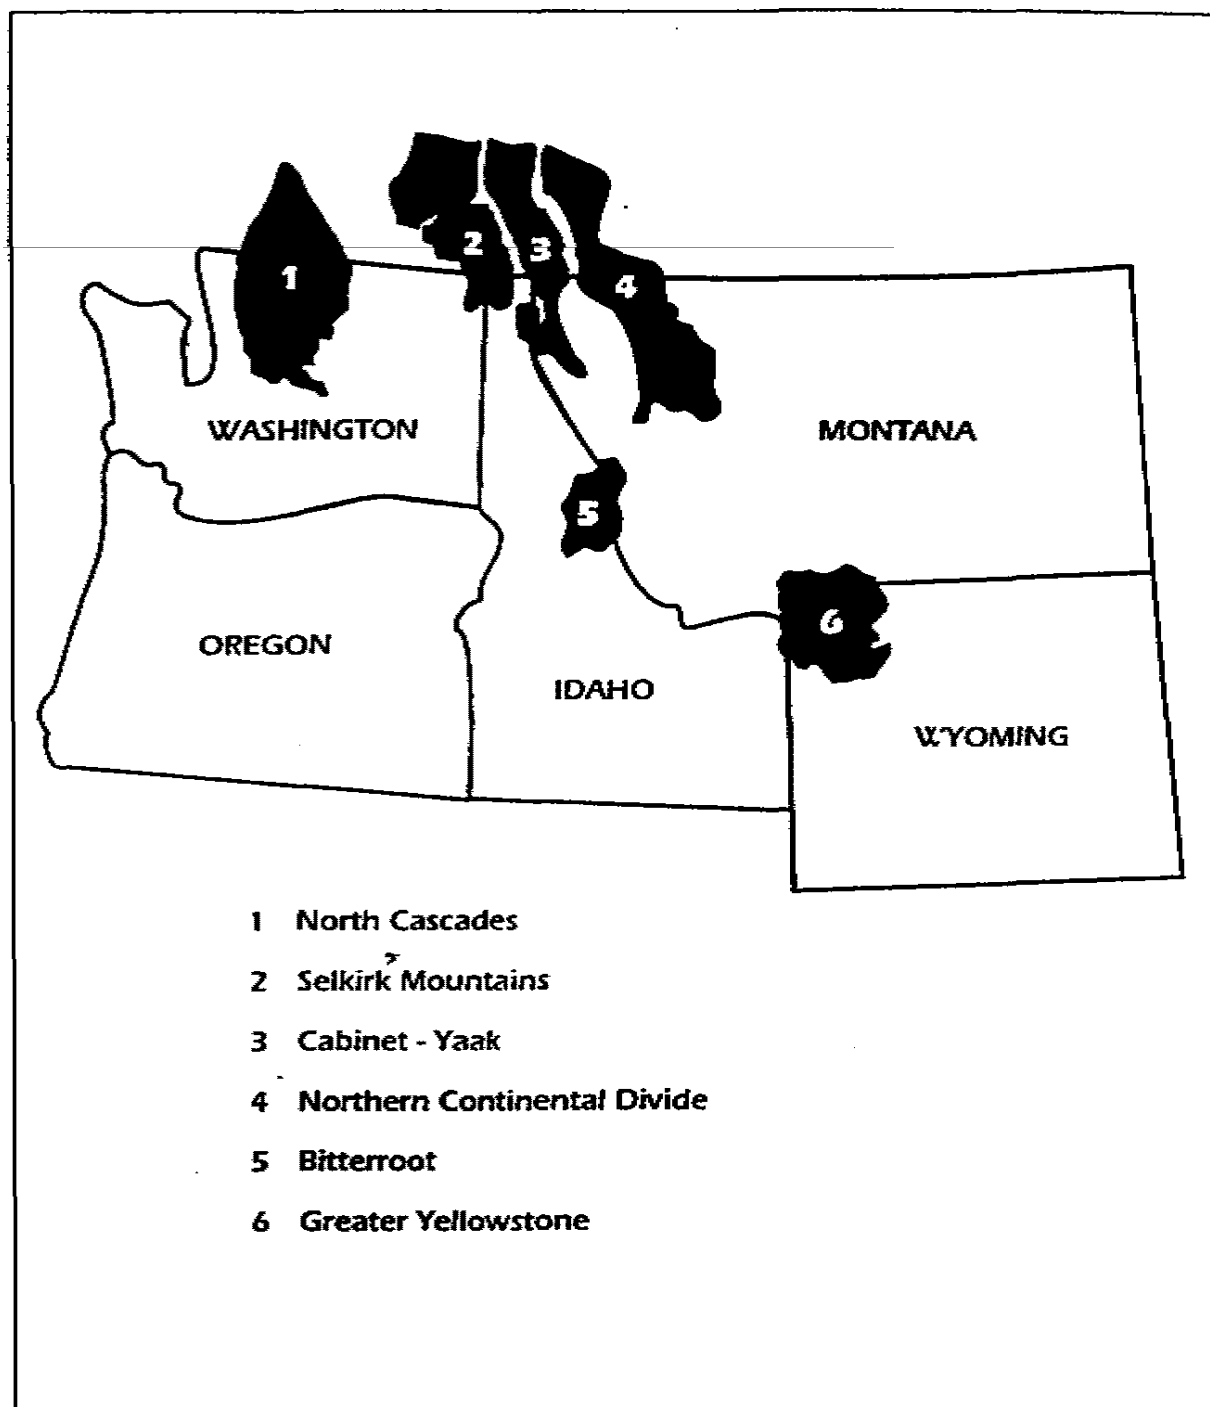 1
2
3
4
WASHINGTON
MONTANA
5
6
OREGON
IDAHO
WYOMING
1 North Cascades
2 Selkirk Mountains
3 Cabinet - Yaak
4 Northern Continental Divide
5 Bitterroot
6 Greater Yellowstone